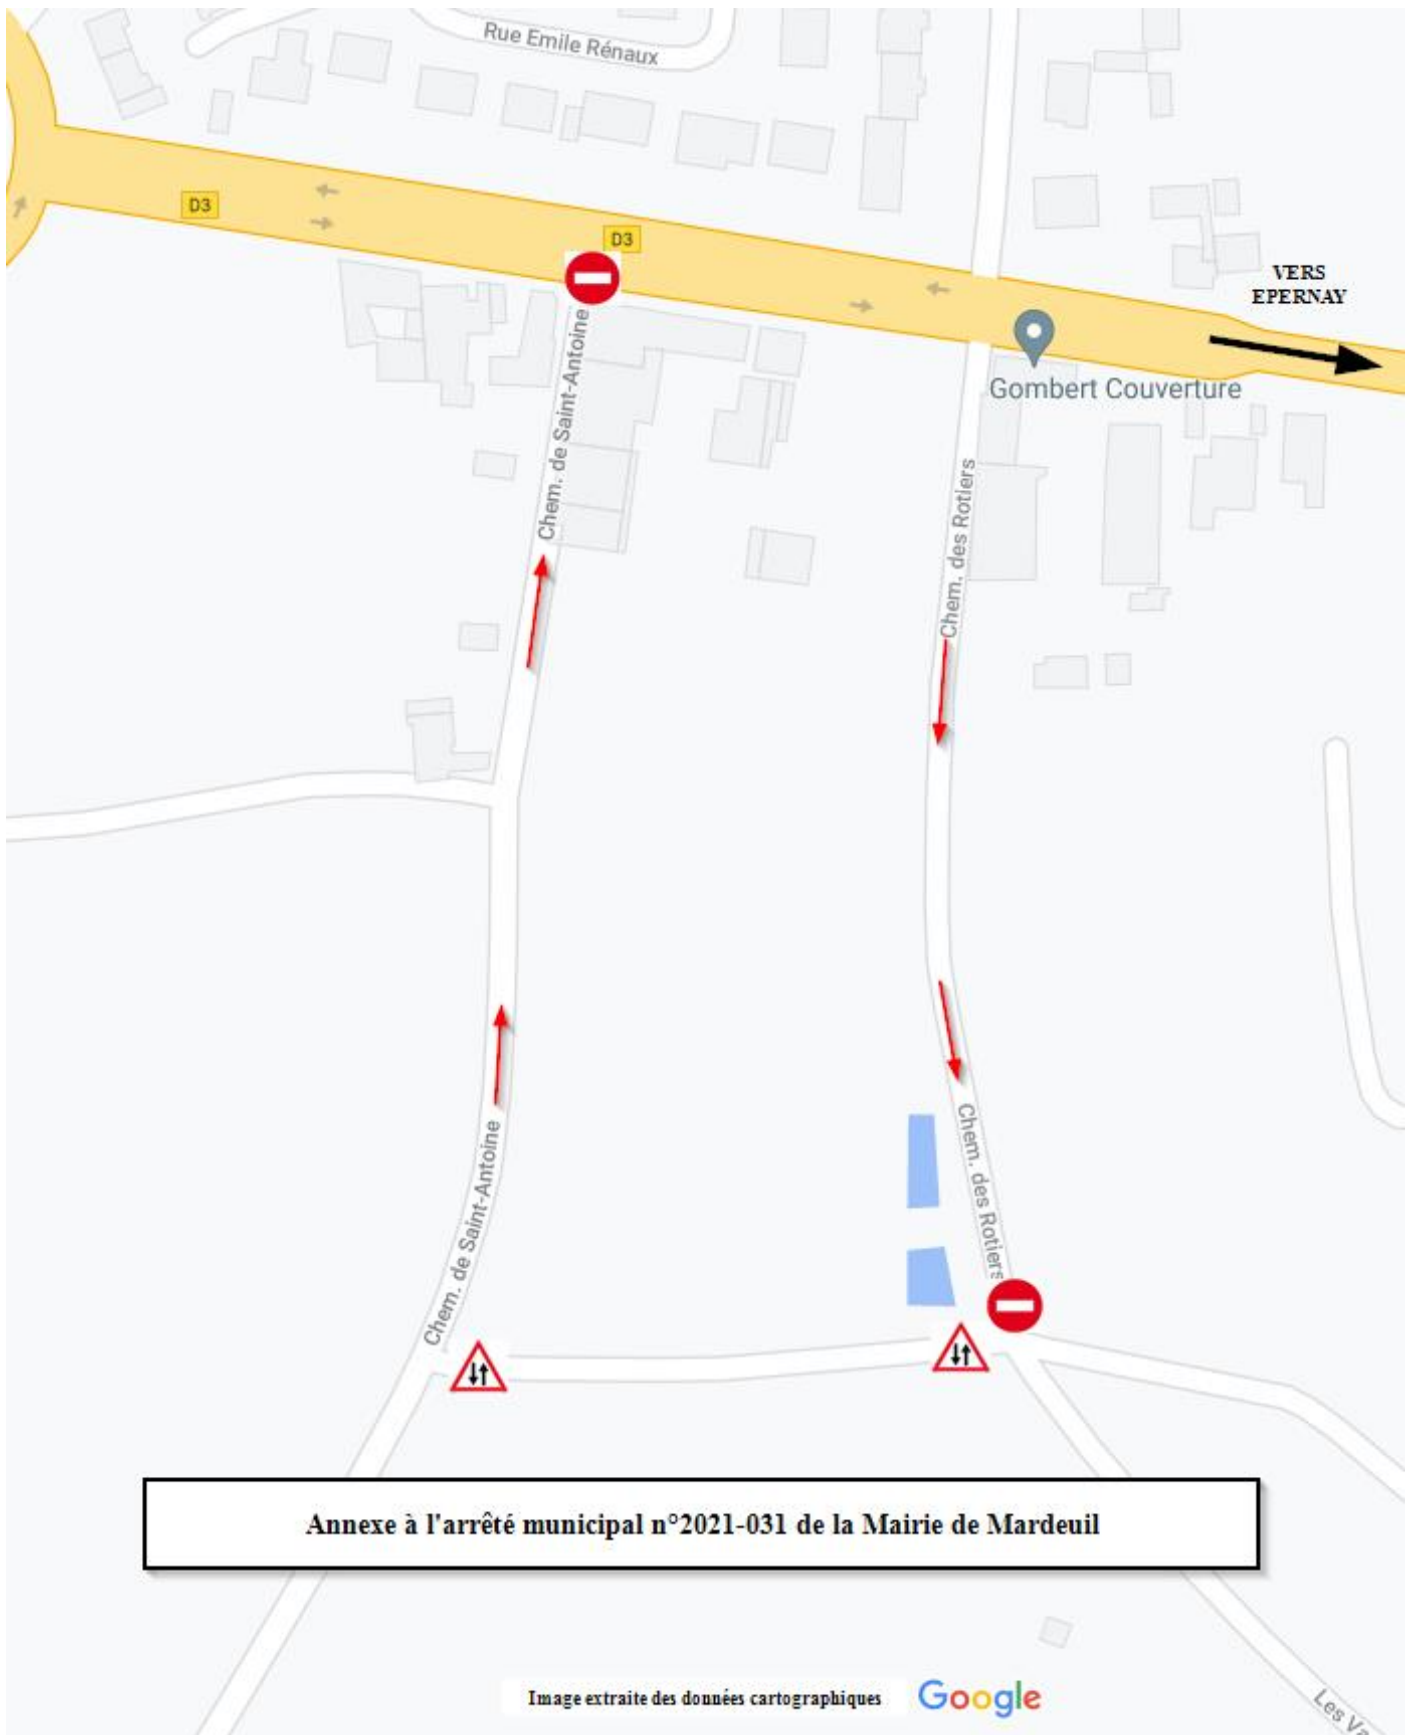 Rue Emile Rénaux
D3
D3
VERS
EPERNAY
Gombert Couverture
Chem. de Saint-Antoine
Chem. des Rotiers
Chem. de Saint-Antoine
Chem. des Rotiers
Annexe à l'arrêté municipal n°2021-031 de la Mairie de Mardeuil
Image extraite des données cartographiques
Google
Les Va